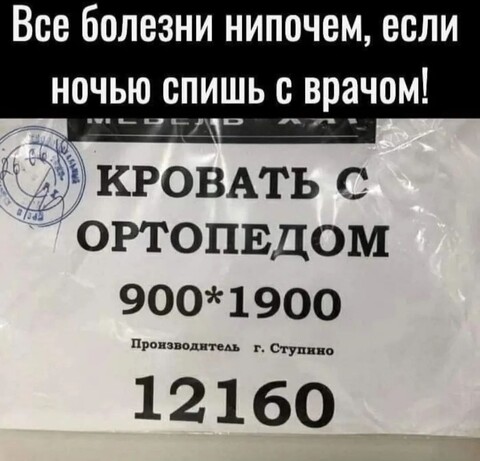 Все болезни нипочем, если
ночью спишь с врачом!
КРОВАТЬ С
ОРТОПЕДОМ
900*1900
Производитель г. Ступино
12160